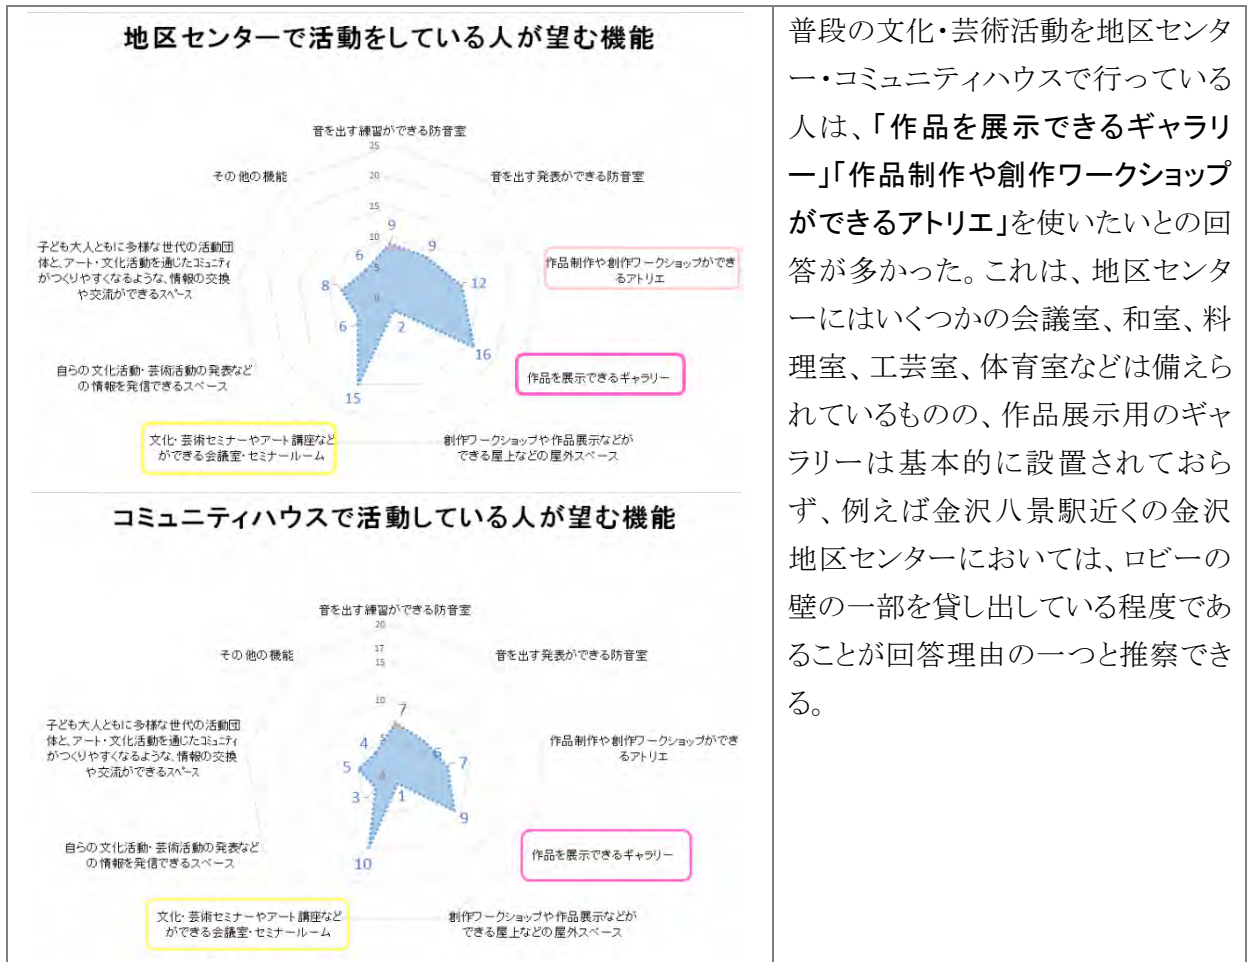 地区センターで活動をしている人が望む機能
音を出す練習ができる防音室
25
その他の機能
20
音を出す発表ができる防音室
15
9
10
9
6
子ども大人ともに多様な世代の活動団
体と、アート・文化活動を通じたコミュニティ
がつくりやすくなるような、情報の交換
や交流ができるスペース
作品制作や創作ワークショップができ
るアトリエ
5
12
8
0
6
2
16
自らの文化活動・芸術活動の発表など
の情報を発信できるスペース
作品を展示できるギャラリー
15
文化・芸術セミナーやアート講座など
ができる会議室・セミナールーム
創作ワークショップや作品展示などが
できる屋上などの屋外スペース
コミュニティハウスで活動している人が望む機能
音を出す練習ができる防音室
20
その他の機能
17
15
音を出す発表ができる防音室
10
7
子ども大人ともに多様な世代の活動団
体と、アート・文化活動を通じたコミュニティ
がつくりやすくなるような、情報の交換
や交流ができるスペース
4
5
6
作品制作や創作ワークショップができ
るアトリエ
5
7
0
3
1
9
自らの文化活動・芸術活動の発表など
の情報を発信できるスペース
作品を展示できるギャラリー
10
文化・芸術セミナーやアート講座など
ができる会議室・セミナールーム
創作ワークショップや作品展示などが
できる屋上などの屋外スペース
普段の文化・芸術活動を地区センタ
ー・コミュニティハウスで行っている
人は、「作品を展示できるギャラリ
ー」「作品制作や創作ワークショップ
ができるアトリエ」を使いたいとの回
答が多かった。これは、地区センタ
ーにはいくつかの会議室、和室、料
理室、工芸室、体育室などは備えら
れているものの、作品展示用のギャ
ラリーは基本的に設置されておら
ず、例えば金沢八景駅近くの金沢
地区センターにおいては、ロビーの
壁の一部を貸し出している程度であ
ることが回答理由の一つと推察でき
る。